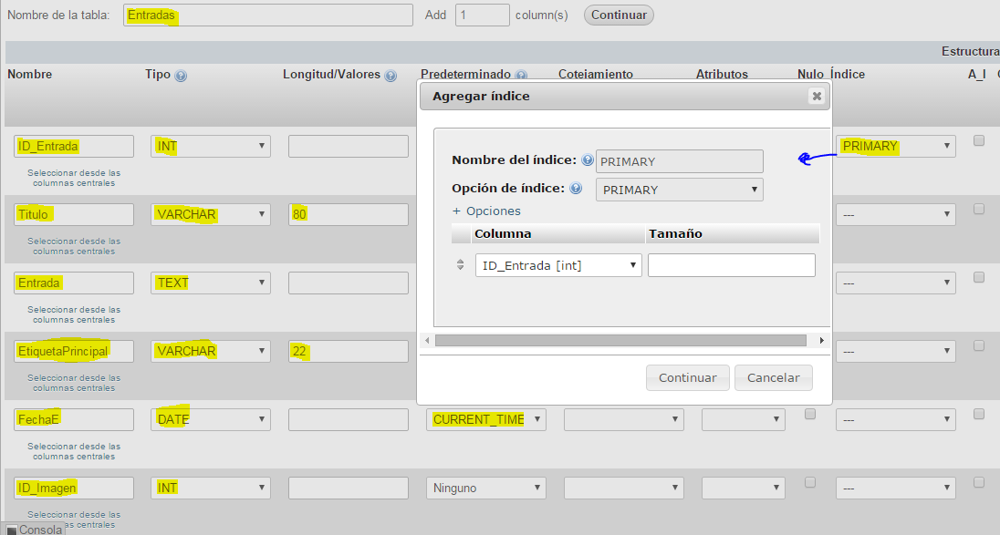 Nombre de la tabla: Entradas Add 1 column(s) Continuar
Estructura
Nombre Tipo Longitud/Valores Predeterminado Cotejamiento Atributos Nulo Índice A_I
Agregar índice
ID_Entrada INT PRIMARY
Seleccionar desde las
columnas centrales
Nombre del índice: PRIMARY
Opción de índice: PRIMARY
+ Opciones
Columna Tamaño
ID_Entrada [int]
Continuar Cancelar
Titulo VARCHAR 80 ---
Seleccionar desde las
columnas centrales
Entrada TEXT ---
Seleccionar desde las
columnas centrales
EtiquetaPrincipal VARCHAR 22 ---
Seleccionar desde las
columnas centrales
FechaE DATE CURRENT_TIME ---
Seleccionar desde las
columnas centrales
ID_Imagen INT Ninguno ---
Seleccionar desde las
as centrales
Consola